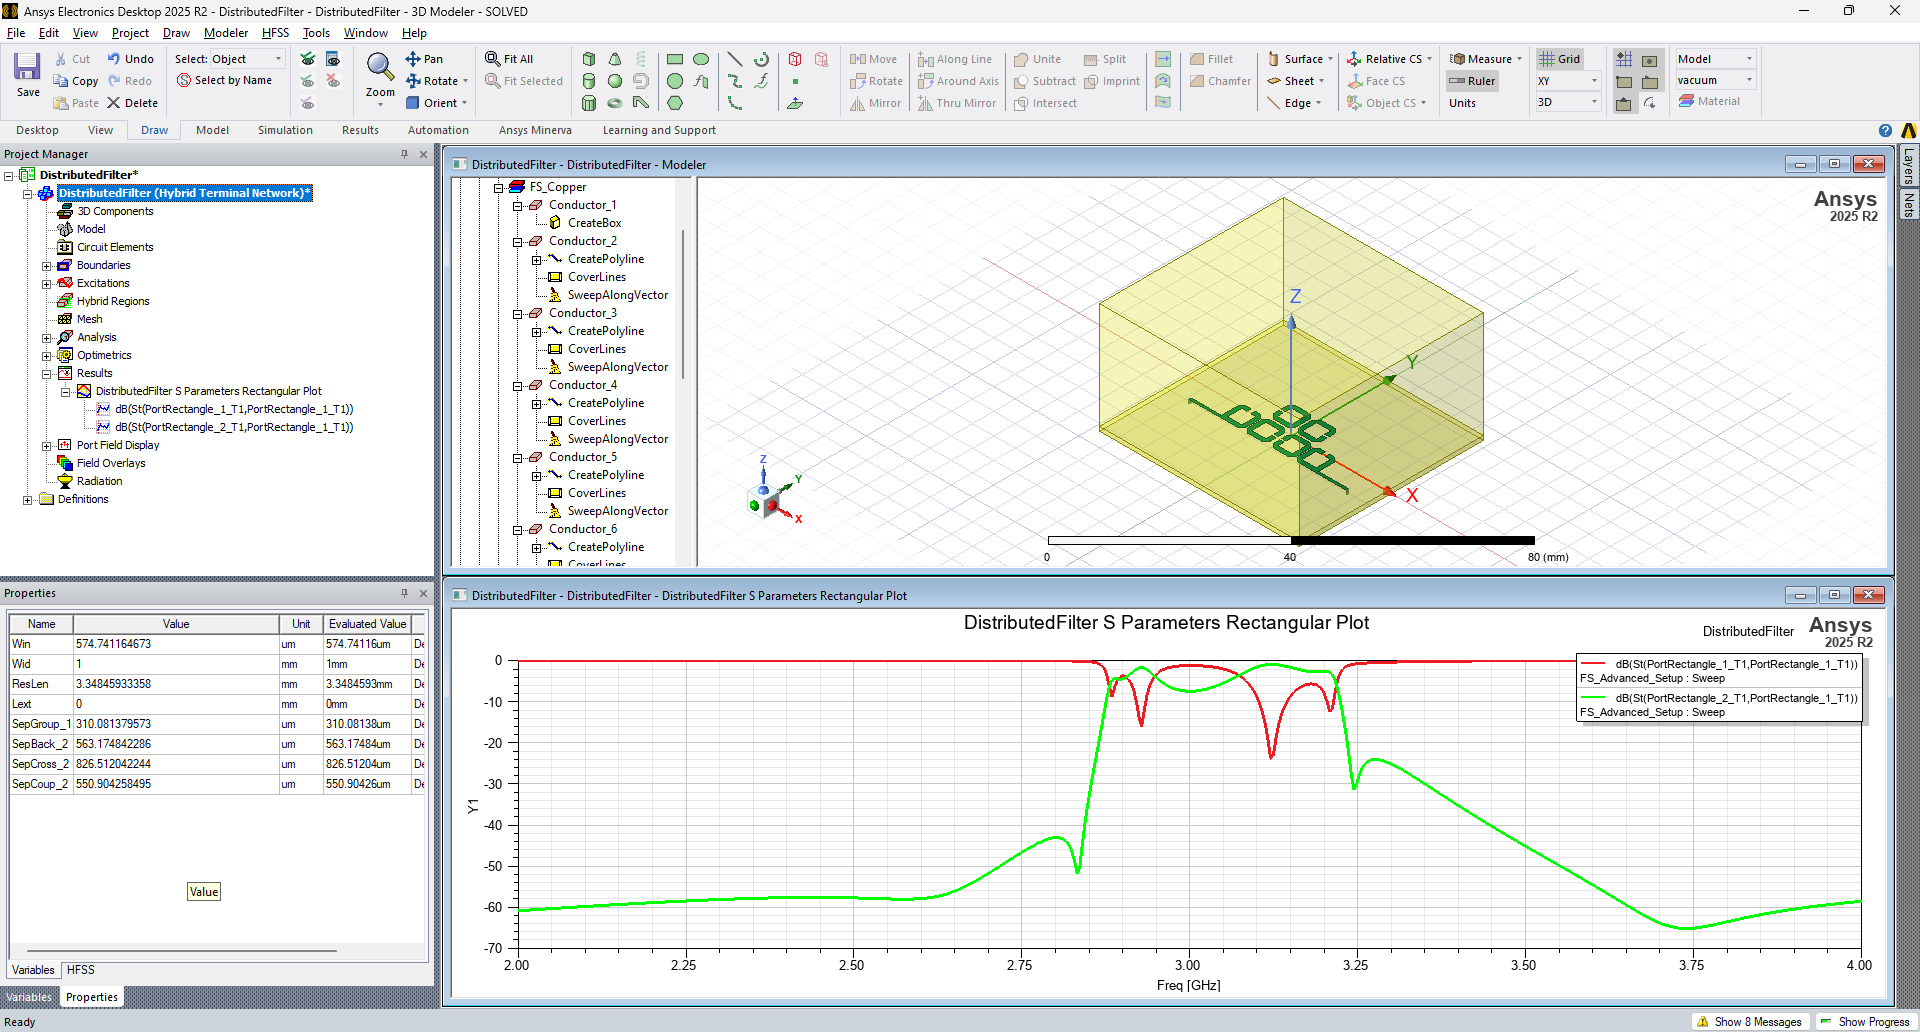 Ansys Electronics Desktop 2025 R2 - DistributedFilter - DistributedFilter - 3D Modeler - SOLVED
File Edit View Project Draw Modeler HFSS Tools Window Help
Save
Cut
Copy
Paste
Undo
Redo
Delete
Select: Object
Select by Name
Zoom
Pan
Rotate
Orient
Fit All
Fit Selected
Move
Rotate
Mirror
Along Line
Around Axis
Thru Mirror
Unite
Subtract
Intersect
Split
Imprint
Fillet
Chamfer
Surface
Sheet
Edge
Relative CS
Face CS
Object CS
Measure
Ruler
Units
Grid
XY
3D
Model
vacuum
Material
Desktop View Draw Model Simulation Results Automation Ansys Minerva Learning and Support
Project Manager
DistributedFilter*
DistributedFilter (Hybrid Terminal Network)*
3D Components
Model
Circuit Elements
Boundaries
Excitations
Hybrid Regions
Mesh
Analysis
Optimetrics
Results
DistributedFilter S Parameters Rectangular Plot
dB(St(PortRectangle_1_T1,PortRectangle_1_T1))
dB(St(PortRectangle_2_T1,PortRectangle_1_T1))
Port Field Display
Field Overlays
Radiation
Definitions
Properties
Name Value Unit Evaluated Value
Win 574.741164673 um 574.74116um De
Wid 1 mm 1mm De
ResLen 3.34845933358 mm 3.3484593mm De
Lext 0 mm 0mm De
SepGroup_1 310.081379573 um 310.08138um De
SepBack_2 563.174842286 um 563.17484um De
SepCross_2 826.512042244 um 826.51204um De
SepCoup_2 550.904258495 um 550.90426um De
Value
Variables HFSS
Variables Properties
Ready
DistributedFilter - DistributedFilter - Modeler
FS_Copper
Conductor_1
CreateBox
Conductor_2
CreatePolyline
CoverLines
SweepAlongVector
Conductor_3
CreatePolyline
CoverLines
SweepAlongVector
Conductor_4
CreatePolyline
CoverLines
SweepAlongVector
Conductor_5
CreatePolyline
CoverLines
SweepAlongVector
Conductor_6
CreatePolyline
CoverLines
Ansys
2025 R2
Z
Y
X
Z
Y
X
0 40 80 (mm)
Layers
Nets
DistributedFilter - DistributedFilter - DistributedFilter S Parameters Rectangular Plot
DistributedFilter S Parameters Rectangular Plot
DistributedFilter
Ansys
2025 R2
dB(St(PortRectangle_1_T1,PortRectangle_1_T1))
FS_Advanced_Setup : Sweep
dB(St(PortRectangle_2_T1,PortRectangle_1_T1))
FS_Advanced_Setup : Sweep
0
-10
-20
-30
-40
-50
-60
-70
Y1
2.00 2.25 2.50 2.75 3.00 3.25 3.50 3.75 4.00
Freq [GHz]
Show 8 Messages
Show Progress